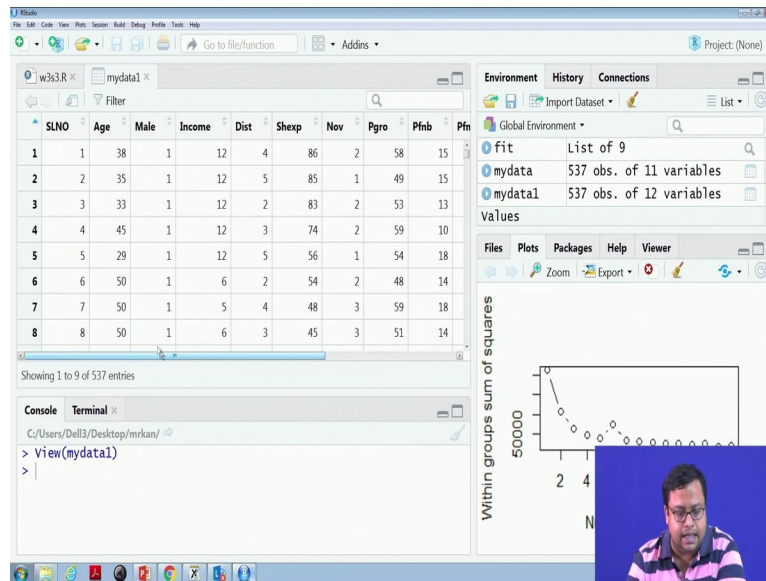 RStudio
File Edit Code View Plots Session Build Debug Profile Tools Help
Go to file/function Addins Project: (None)
w3s3.R mydata1
Filter
SLNO Age Male Income Dist Shexp Nov Pgro Pfnb Pfn
1 1 38 1 12 4 86 2 58 15
2 2 35 1 12 5 85 1 49 15
3 3 33 1 12 2 83 2 53 13
4 4 45 1 12 3 74 2 59 10
5 5 29 1 12 5 56 1 54 18
6 6 50 1 6 2 54 2 48 14
7 7 50 1 5 4 48 3 59 18
8 8 50 1 6 3 45 3 51 14
Showing 1 to 9 of 537 entries
Console Terminal
C:/Users/Dell3/Desktop/mrkan/
> View(mydata1)
>
Environment History Connections
Import Dataset List
Global Environment
fit List of 9
mydata 537 obs. of 11 variables
mydata1 537 obs. of 12 variables
Values
Files Plots Packages Help Viewer
Zoom Export
Within groups sum of squares
50000
2 4
N